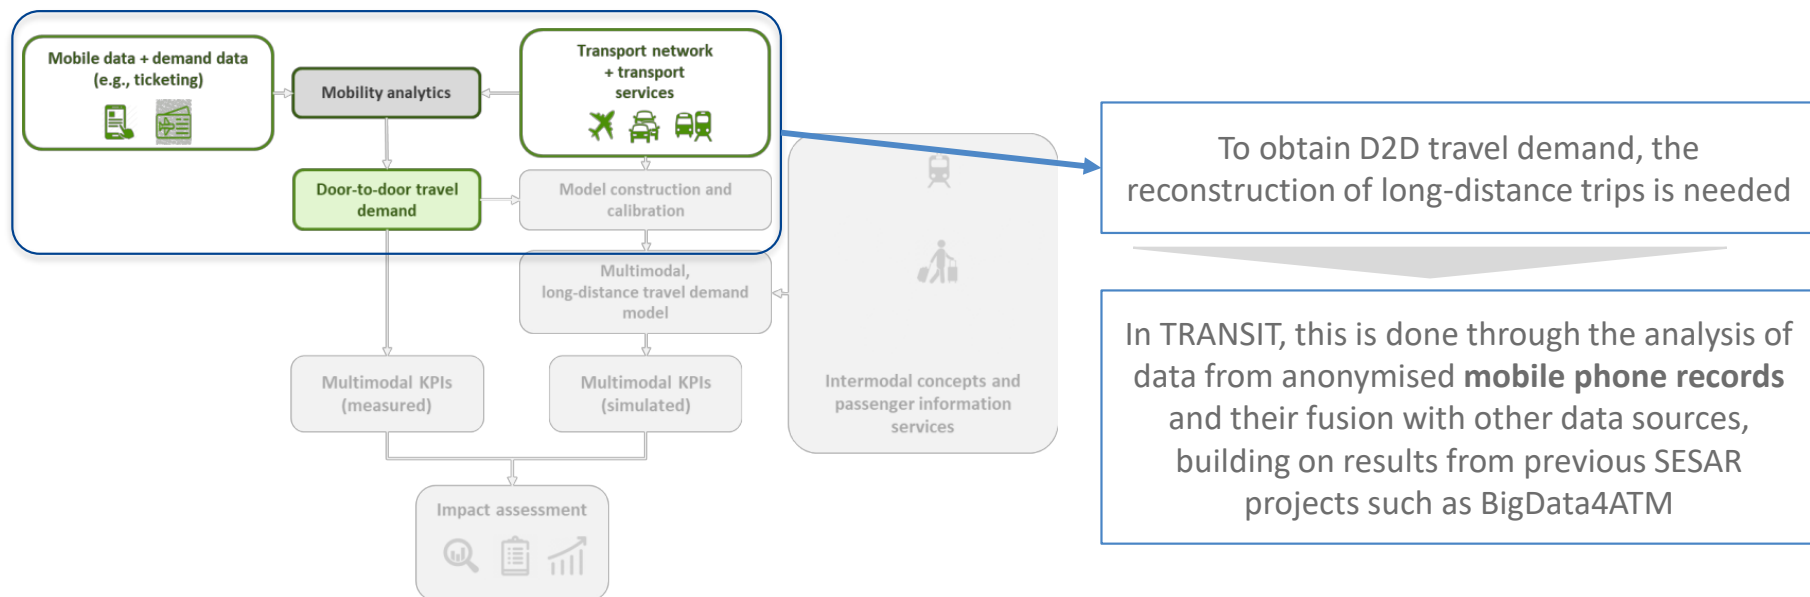 Mobile data + demand data
(e.g., ticketing)
Mobility analytics
Transport network
+ transport
services
Door-to-door travel
demand
Model construction and
calibration
Multimodal,
long-distance travel demand
model
Multimodal KPIs
(measured)
Multimodal KPIs
(simulated)
Intermodal concepts and
passenger information
services
Impact assessment
To obtain D2D travel demand, the
reconstruction of long-distance trips is needed
In TRANSIT, this is done through the analysis of
data from anonymised mobile phone records
and their fusion with other data sources,
building on results from previous SESAR
projects such as BigData4ATM